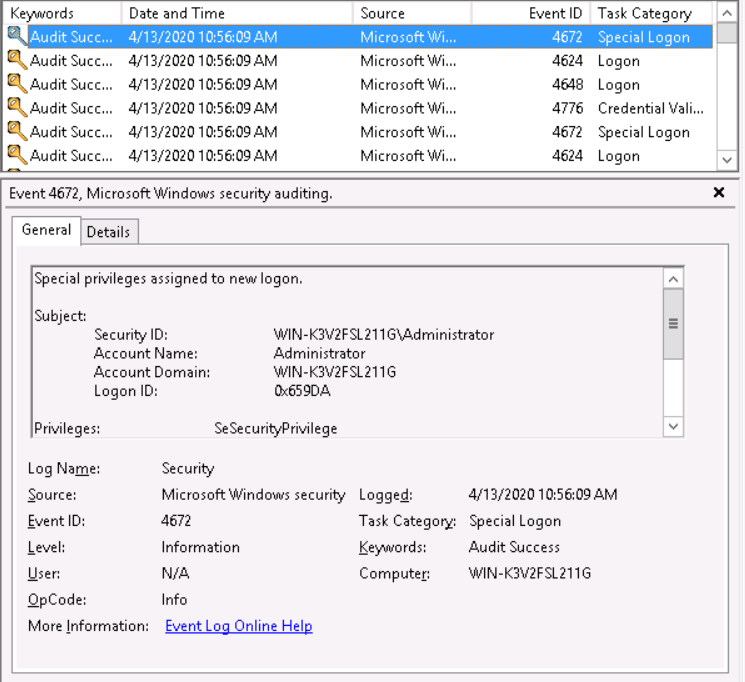 Keywords Date and Time Source Event ID Task Category
Audit Succ... 4/13/2020 10:56:09 AM Microsoft Wi... 4672 Special Logon
Audit Succ... 4/13/2020 10:56:09 AM Microsoft Wi... 4624 Logon
Audit Succ... 4/13/2020 10:56:09 AM Microsoft Wi... 4648 Logon
Audit Succ... 4/13/2020 10:56:09 AM Microsoft Wi... 4776 Credential Vali...
Audit Succ... 4/13/2020 10:56:09 AM Microsoft Wi... 4672 Special Logon
Audit Succ... 4/13/2020 10:56:09 AM Microsoft Wi... 4624 Logon
Event 4672, Microsoft Windows security auditing.
General Details
Special privileges assigned to new logon.
Subject:
Security ID: WIN-K3V2FSL211G\Administrator
Account Name: Administrator
Account Domain: WIN-K3V2FSL211G
Logon ID: 0x659DA
Privileges: SeSecurityPrivilege
Log Name: Security
Source: Microsoft Windows security Logged: 4/13/2020 10:56:09 AM
Event ID: 4672 Task Category: Special Logon
Level: Information Keywords: Audit Success
User: N/A Computer: WIN-K3V2FSL211G
OpCode: Info
More Information: Event Log Online Help